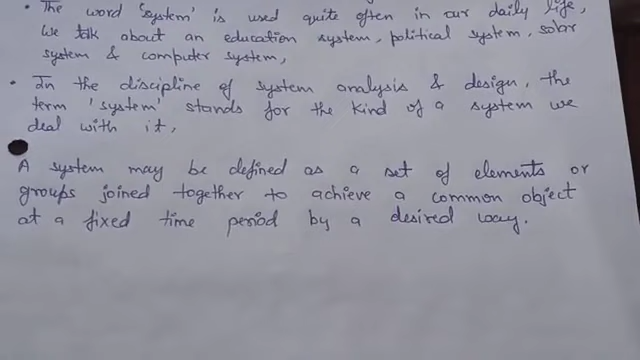 • The word 'system' is used quite often in our daily life,
we talk about an education system, political system, solar
system & computer system,
• In the discipline of system analysis & design, the
term 'system' stands for the kind of a system we
deal with it,
A system may be defined as a set of elements or
groups joined together to achieve a common object
at a fixed time period by a desired way.